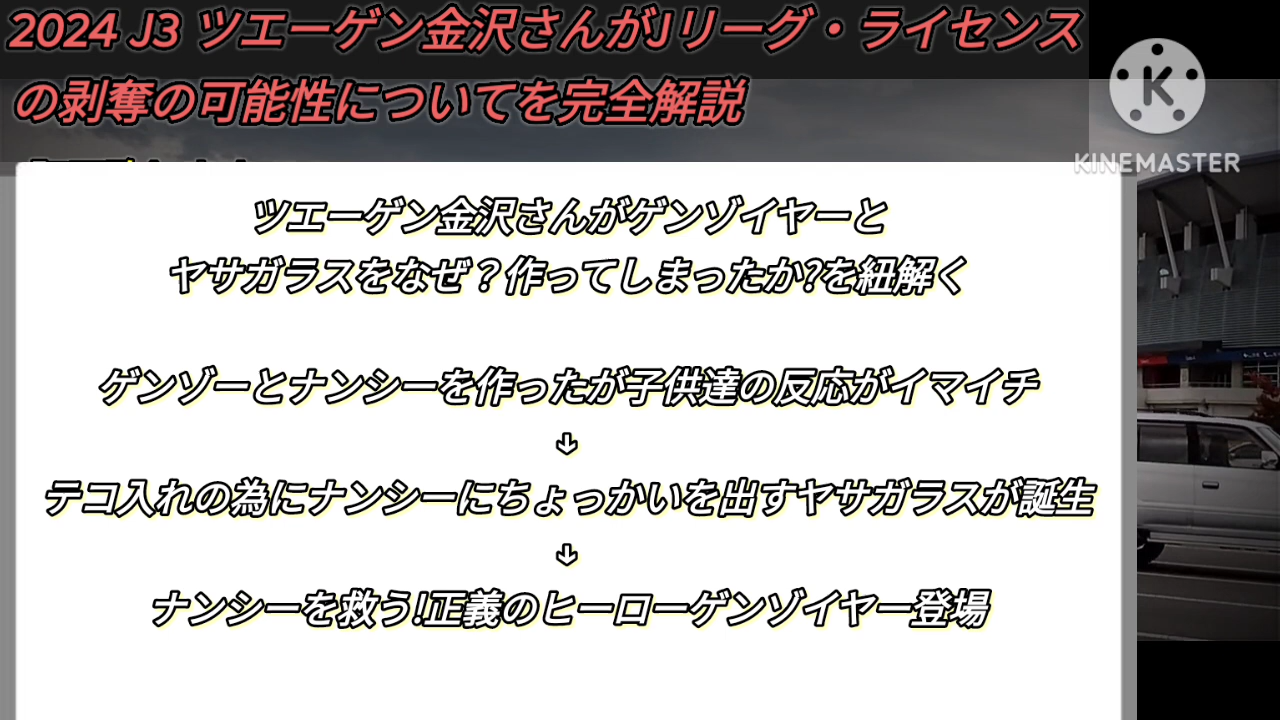 2024 J3 ツエーゲン金沢さんがJリーグ・ライセンス
の剥奪の可能性についてを完全解説
K
KINEMASTER
ツエーゲン金沢さんがゲンゾイヤーと
ヤサガラスをなぜ？作ってしまったか?を紐解く
ゲンゾーとナンシーを作ったが子供達の反応がイマイチ
↓
テコ入れの為にナンシーにちょっかいを出すヤサガラスが誕生
↓
ナンシーを救う!正義のヒーローゲンゾイヤー登場